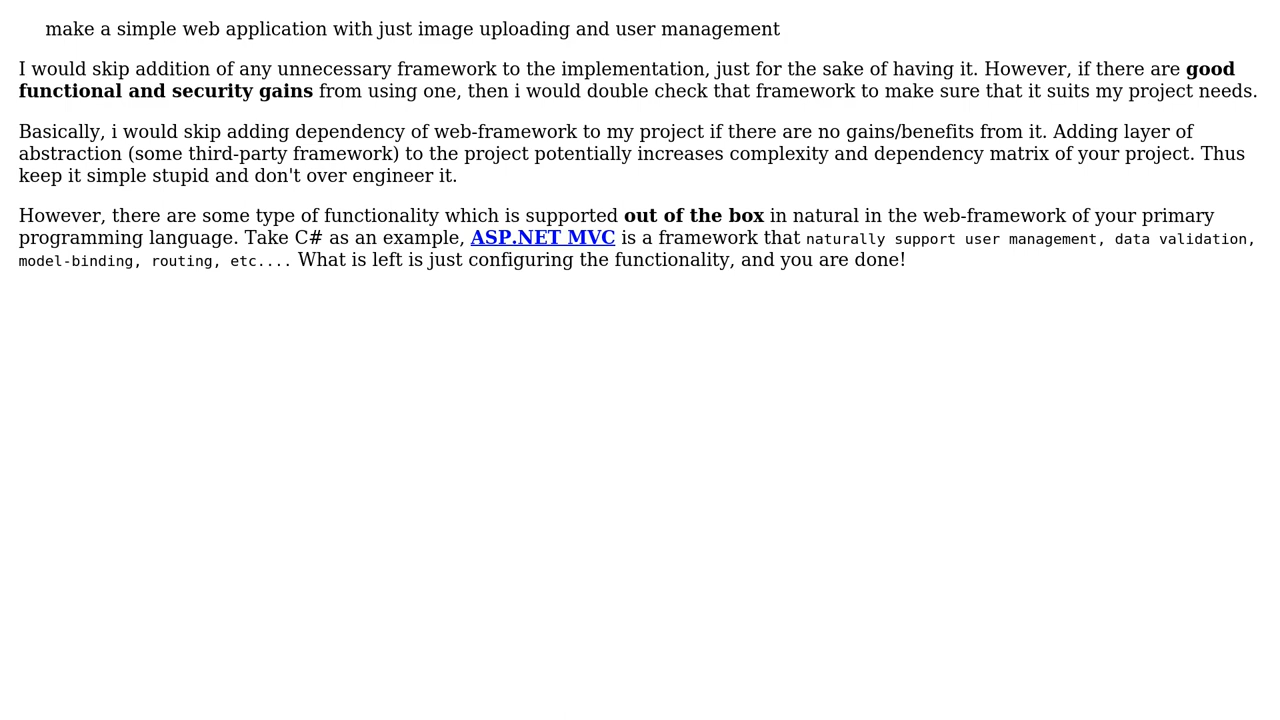 make a simple web application with just image uploading and user management
I would skip addition of any unnecessary framework to the implementation, just for the sake of having it. However, if there are good
functional and security gains from using one, then i would double check that framework to make sure that it suits my project needs.
Basically, i would skip adding dependency of web-framework to my project if there are no gains/benefits from it. Adding layer of
abstraction (some third-party framework) to the project potentially increases complexity and dependency matrix of your project. Thus
keep it simple stupid and don't over engineer it.
However, there are some type of functionality which is supported out of the box in natural in the web-framework of your primary
programming language. Take C# as an example, ASP.NET MVC is a framework that naturally support user management, data validation,
model-binding, routing, etc.... What is left is just configuring the functionality, and you are done!